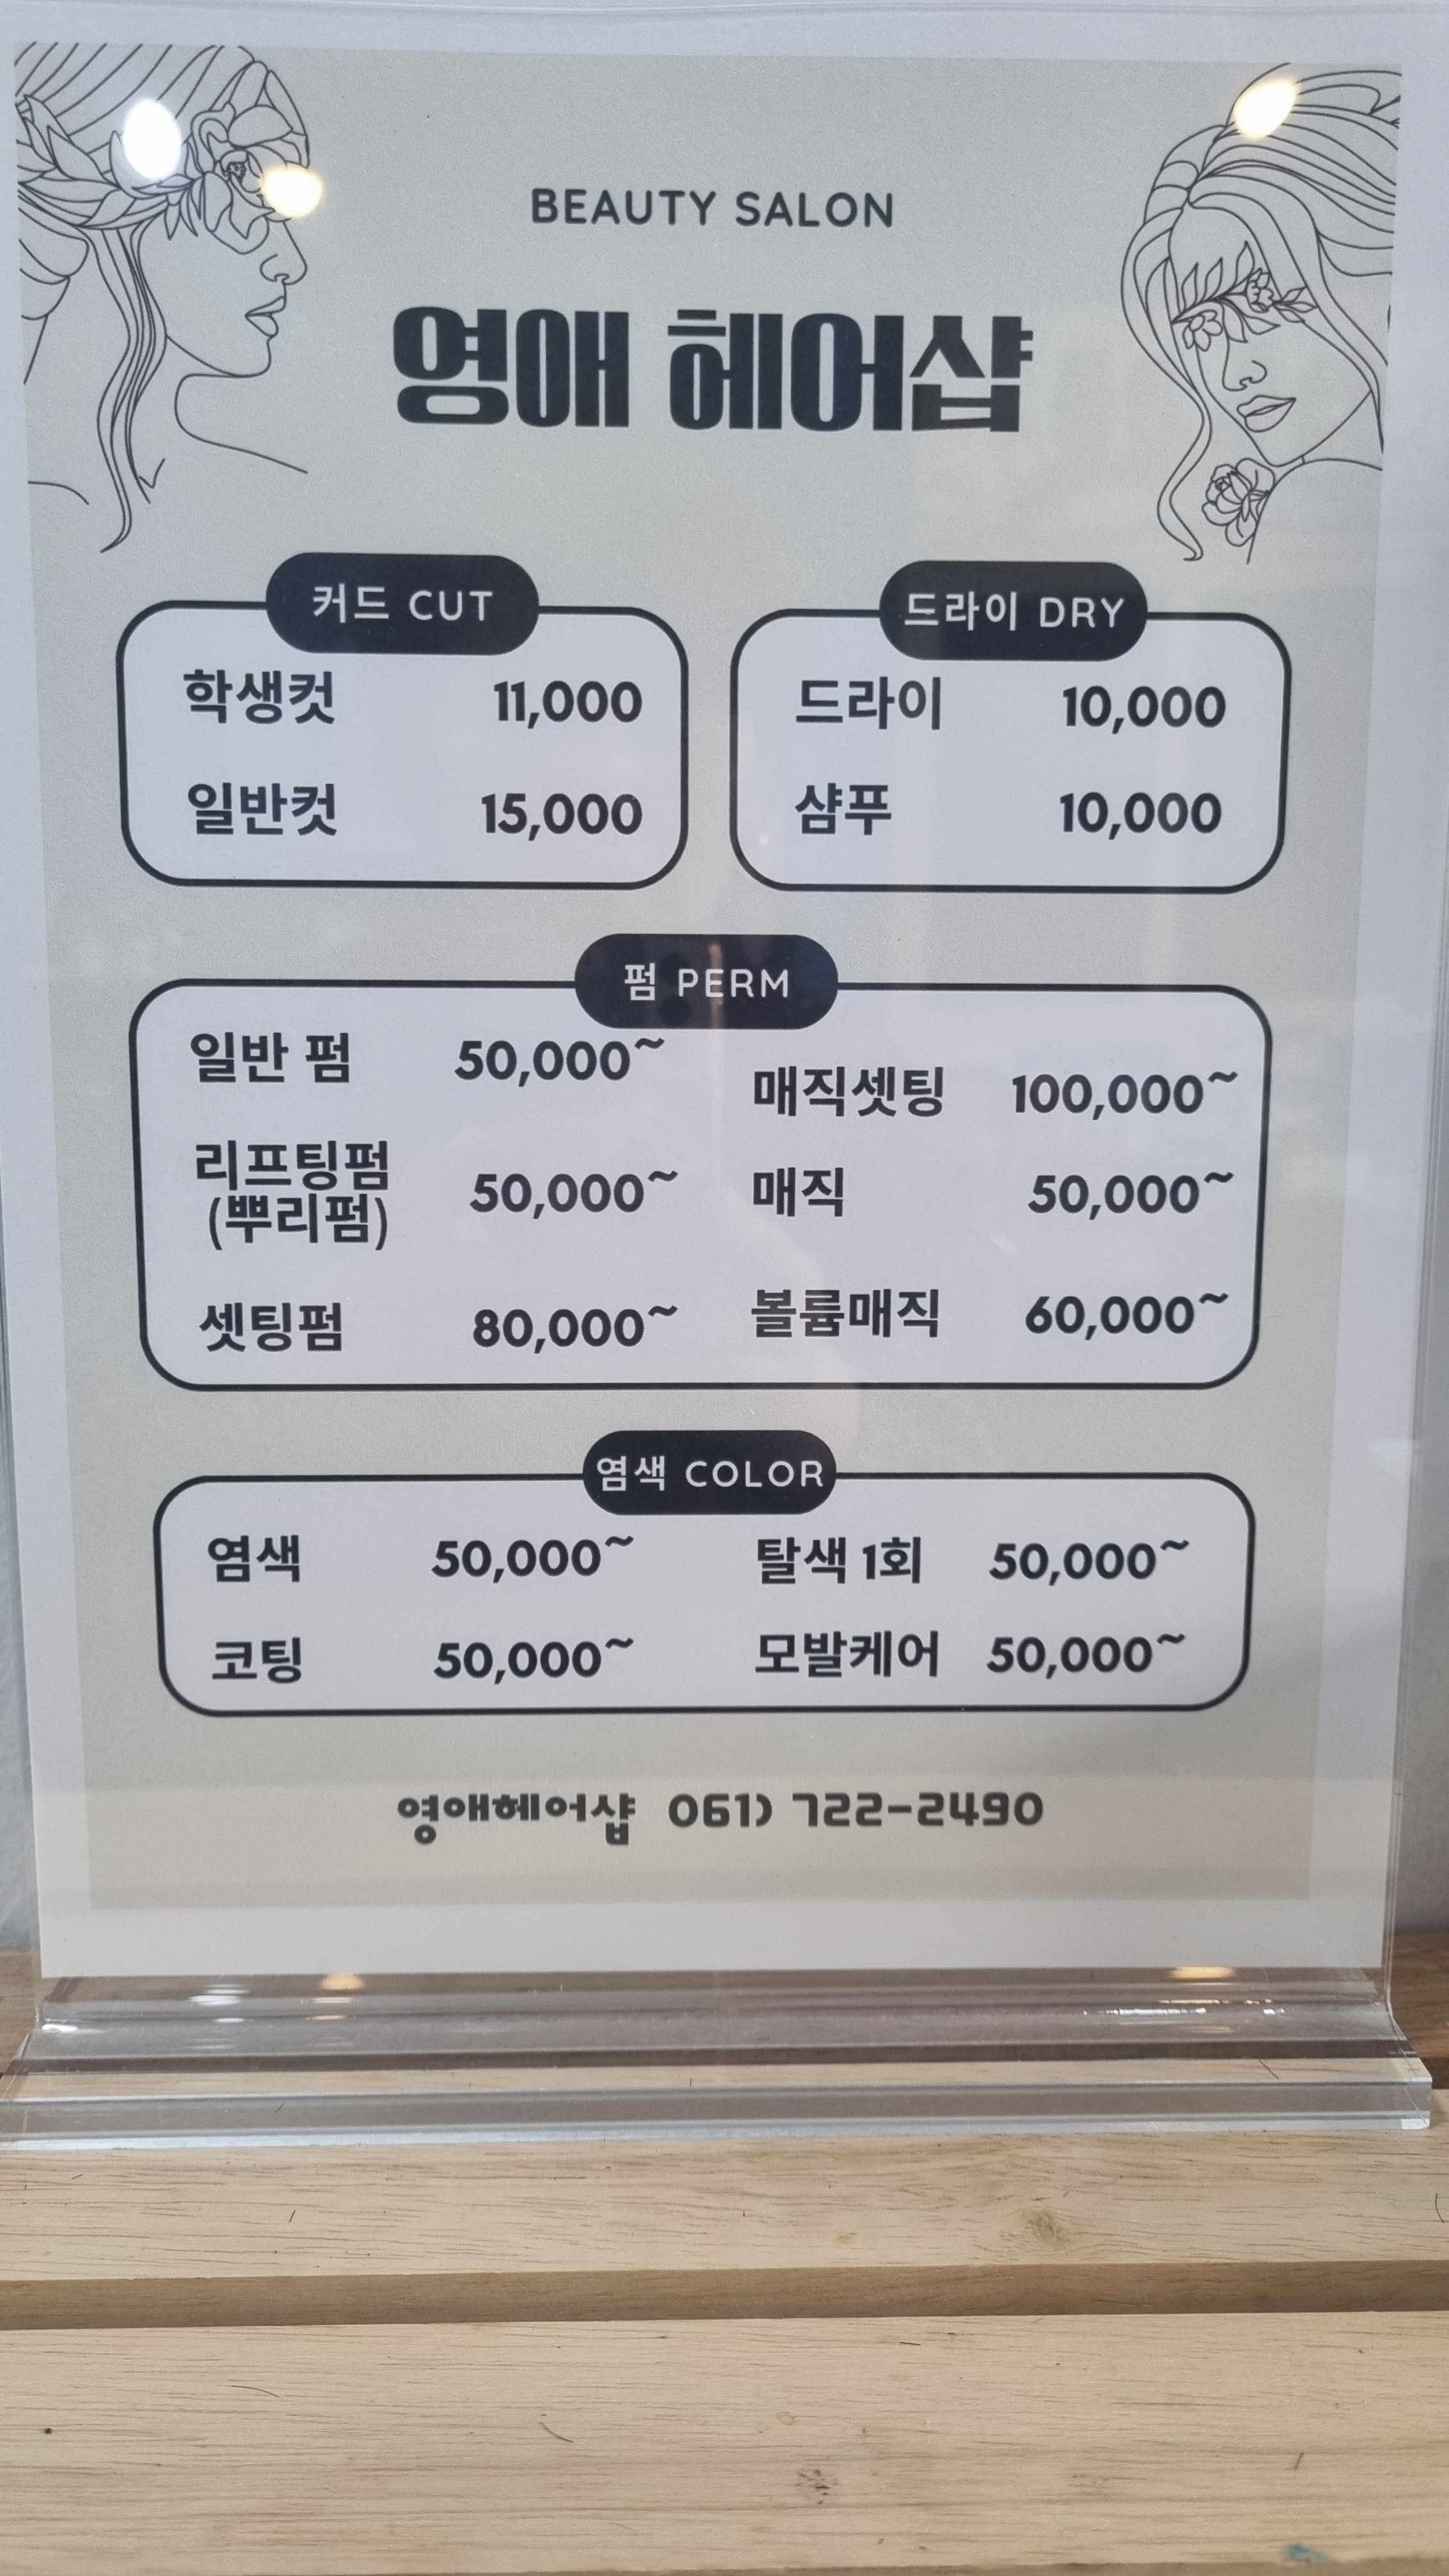 BEAUTY SALON
영애 헤어샵
커드 CUT
학생컷 11,000
일반컷 15,000
드라이 DRY
드라이 10,000
샴푸 10,000
펌 PERM
일반 펌 50,000~
리프팅펌
(뿌리펌) 50,000~
셋팅펌 80,000~
매직셋팅 100,000~
매직 50,000~
볼륨매직 60,000~
염색 COLOR
염색 50,000~
코팅 50,000~
탈색 1회 50,000~
모발케어 50,000~
영애헤어샵 061) 722-2490